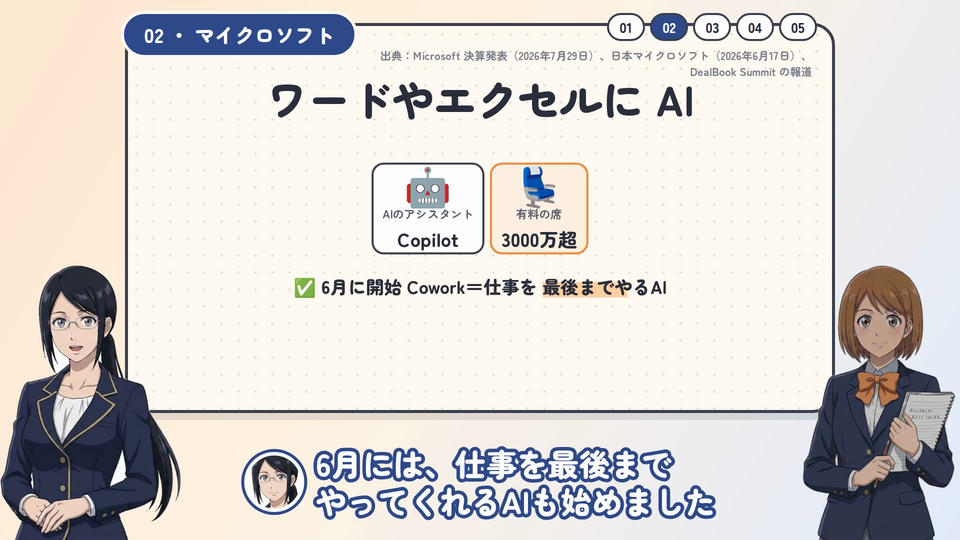 02 ・ マイクロソフト
01 02 03 04 05
出典：Microsoft 決算発表（2026年7月29日）、日本マイクロソフト（2026年6月17日）、
DealBook Summit の報道
ワードやエクセルに AI
AIのアシスタント
Copilot
有料の席
3000万超
✅ 6月に開始 Cowork＝仕事を 最後までやるAI
6月には、仕事を最後まで
やってくれるAIも始めました